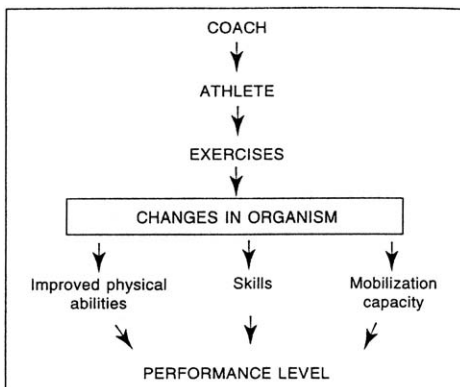 COACH
ATHLETE
EXERCISES
CHANGES IN ORGANISM
Improved physical Skills Mobilization
abilities capacity
PERFORMANCE LEVEL